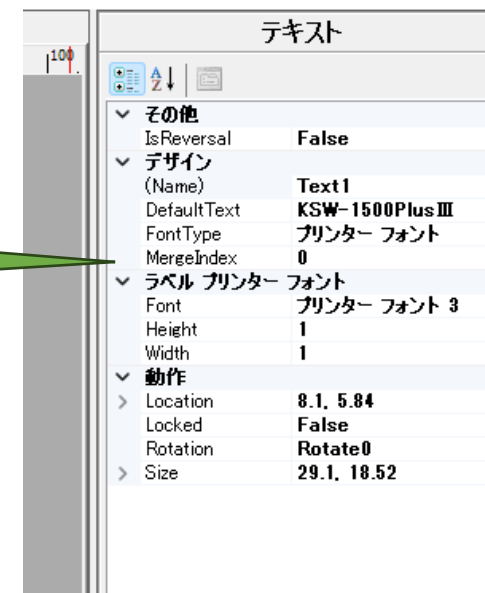 テキスト
100
その他
IsReversal False
デザイン
(Name) Text1
DefaultText KSW-1500PlusⅢ
FontType プリンター フォント
MergeIndex 0
ラベル プリンター フォント
Font プリンター フォント 3
Height 1
Width 1
動作
Location 8.1, 5.84
Locked False
Rotation Rotate0
Size 29.1, 18.52